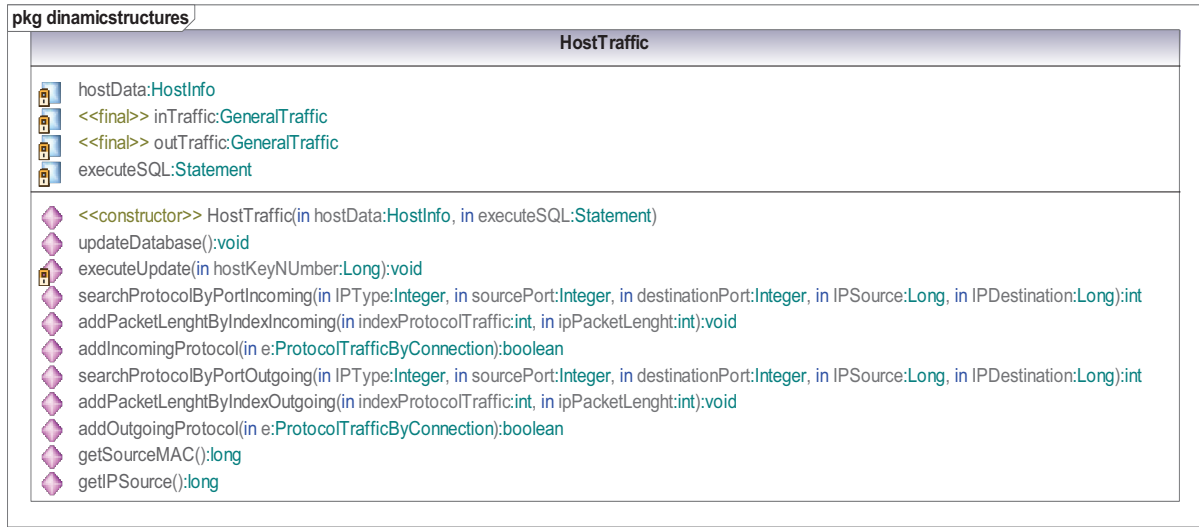 pkg dinamicstructures
HostTraffic
hostData:HostInfo
<<final>> inTraffic:GeneralTraffic
<<final>> outTraffic:GeneralTraffic
executeSQL:Statement
<<constructor>> HostTraffic(in hostData:HostInfo, in executeSQL:Statement)
updateDatabase():void
executeUpdate(in hostKeyNUmber:Long):void
searchProtocolByPortIncoming(in IPType:Integer, in sourcePort:Integer, in destinationPort:Integer, in IPSource:Long, in IPDestination:Long):int
addPacketLenghtByIndexIncoming(in indexProtocolTraffic:int, in ipPacketLenght:int):void
addIncomingProtocol(in e:ProtocolTrafficByConnection):boolean
searchProtocolByPortOutgoing(in IPType:Integer, in sourcePort:Integer, in destinationPort:Integer, in IPSource:Long, in IPDestination:Long):int
addPacketLenghtByIndexOutgoing(in indexProtocolTraffic:int, in ipPacketLenght:int):void
addOutgoingProtocol(in e:ProtocolTrafficByConnection):boolean
getSourceMAC():long
getIPSource():long